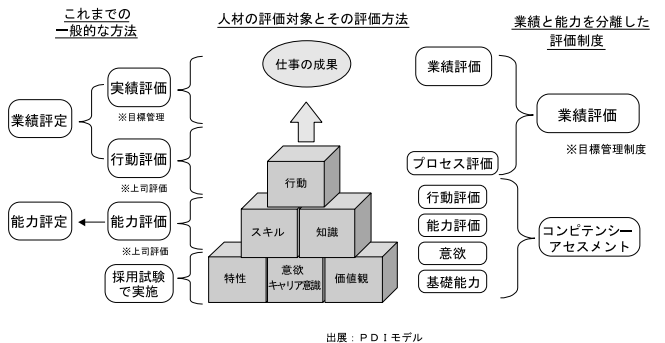 これまでの
一般的な方法
人材の評価対象とその評価方法
業績と能力を分離した
評価制度
実績評価
※目標管理
業績評定
行動評価
※上司評価
能力評定
能力評価
※上司評価
採用試験
で実施
仕事の成果
行動
スキル
知識
特性
意欲
キャリア意識
価値観
業績評価
プロセス評価
行動評価
能力評価
意欲
基礎能力
業績評価
※目標管理制度
コンピテンシー
アセスメント
出展：ＰＤＩモデル